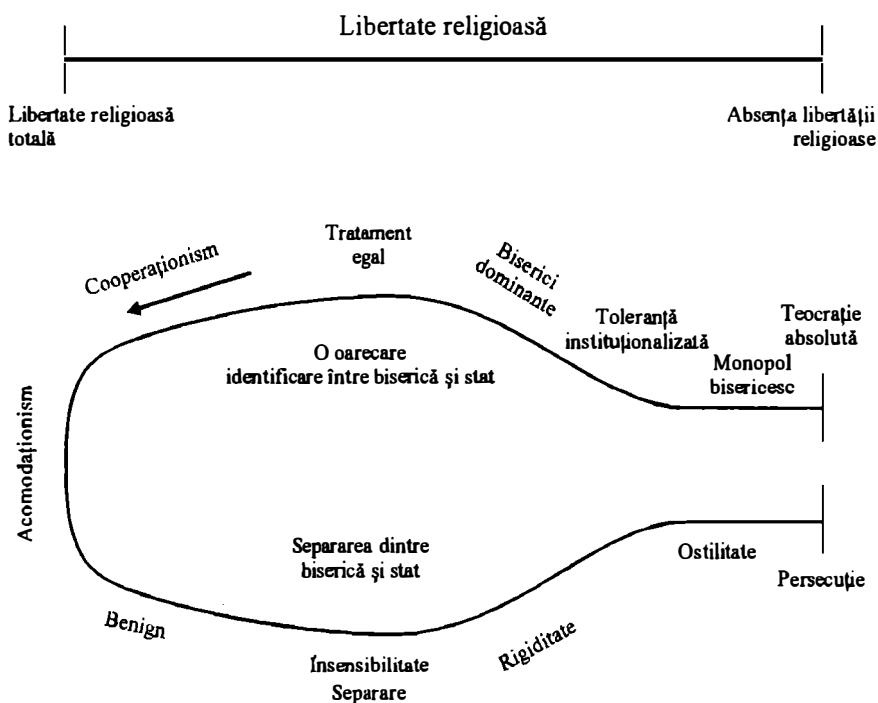 Libertate religioasă
Libertate religioasă
totală
Absența libertății
religioase
Cooperaționism
Tratament
egal
Biserici
dominante
Toleranță
instituționalizată
Teocrație
absolută
Monopol
bisericesc
O oarecare
identificare între biserică și stat
Acomodaționism
Separarea dintre
biserică și stat
Ostilitate
Persecuție
Benign
Insensibilitate
Separare
Rigiditate